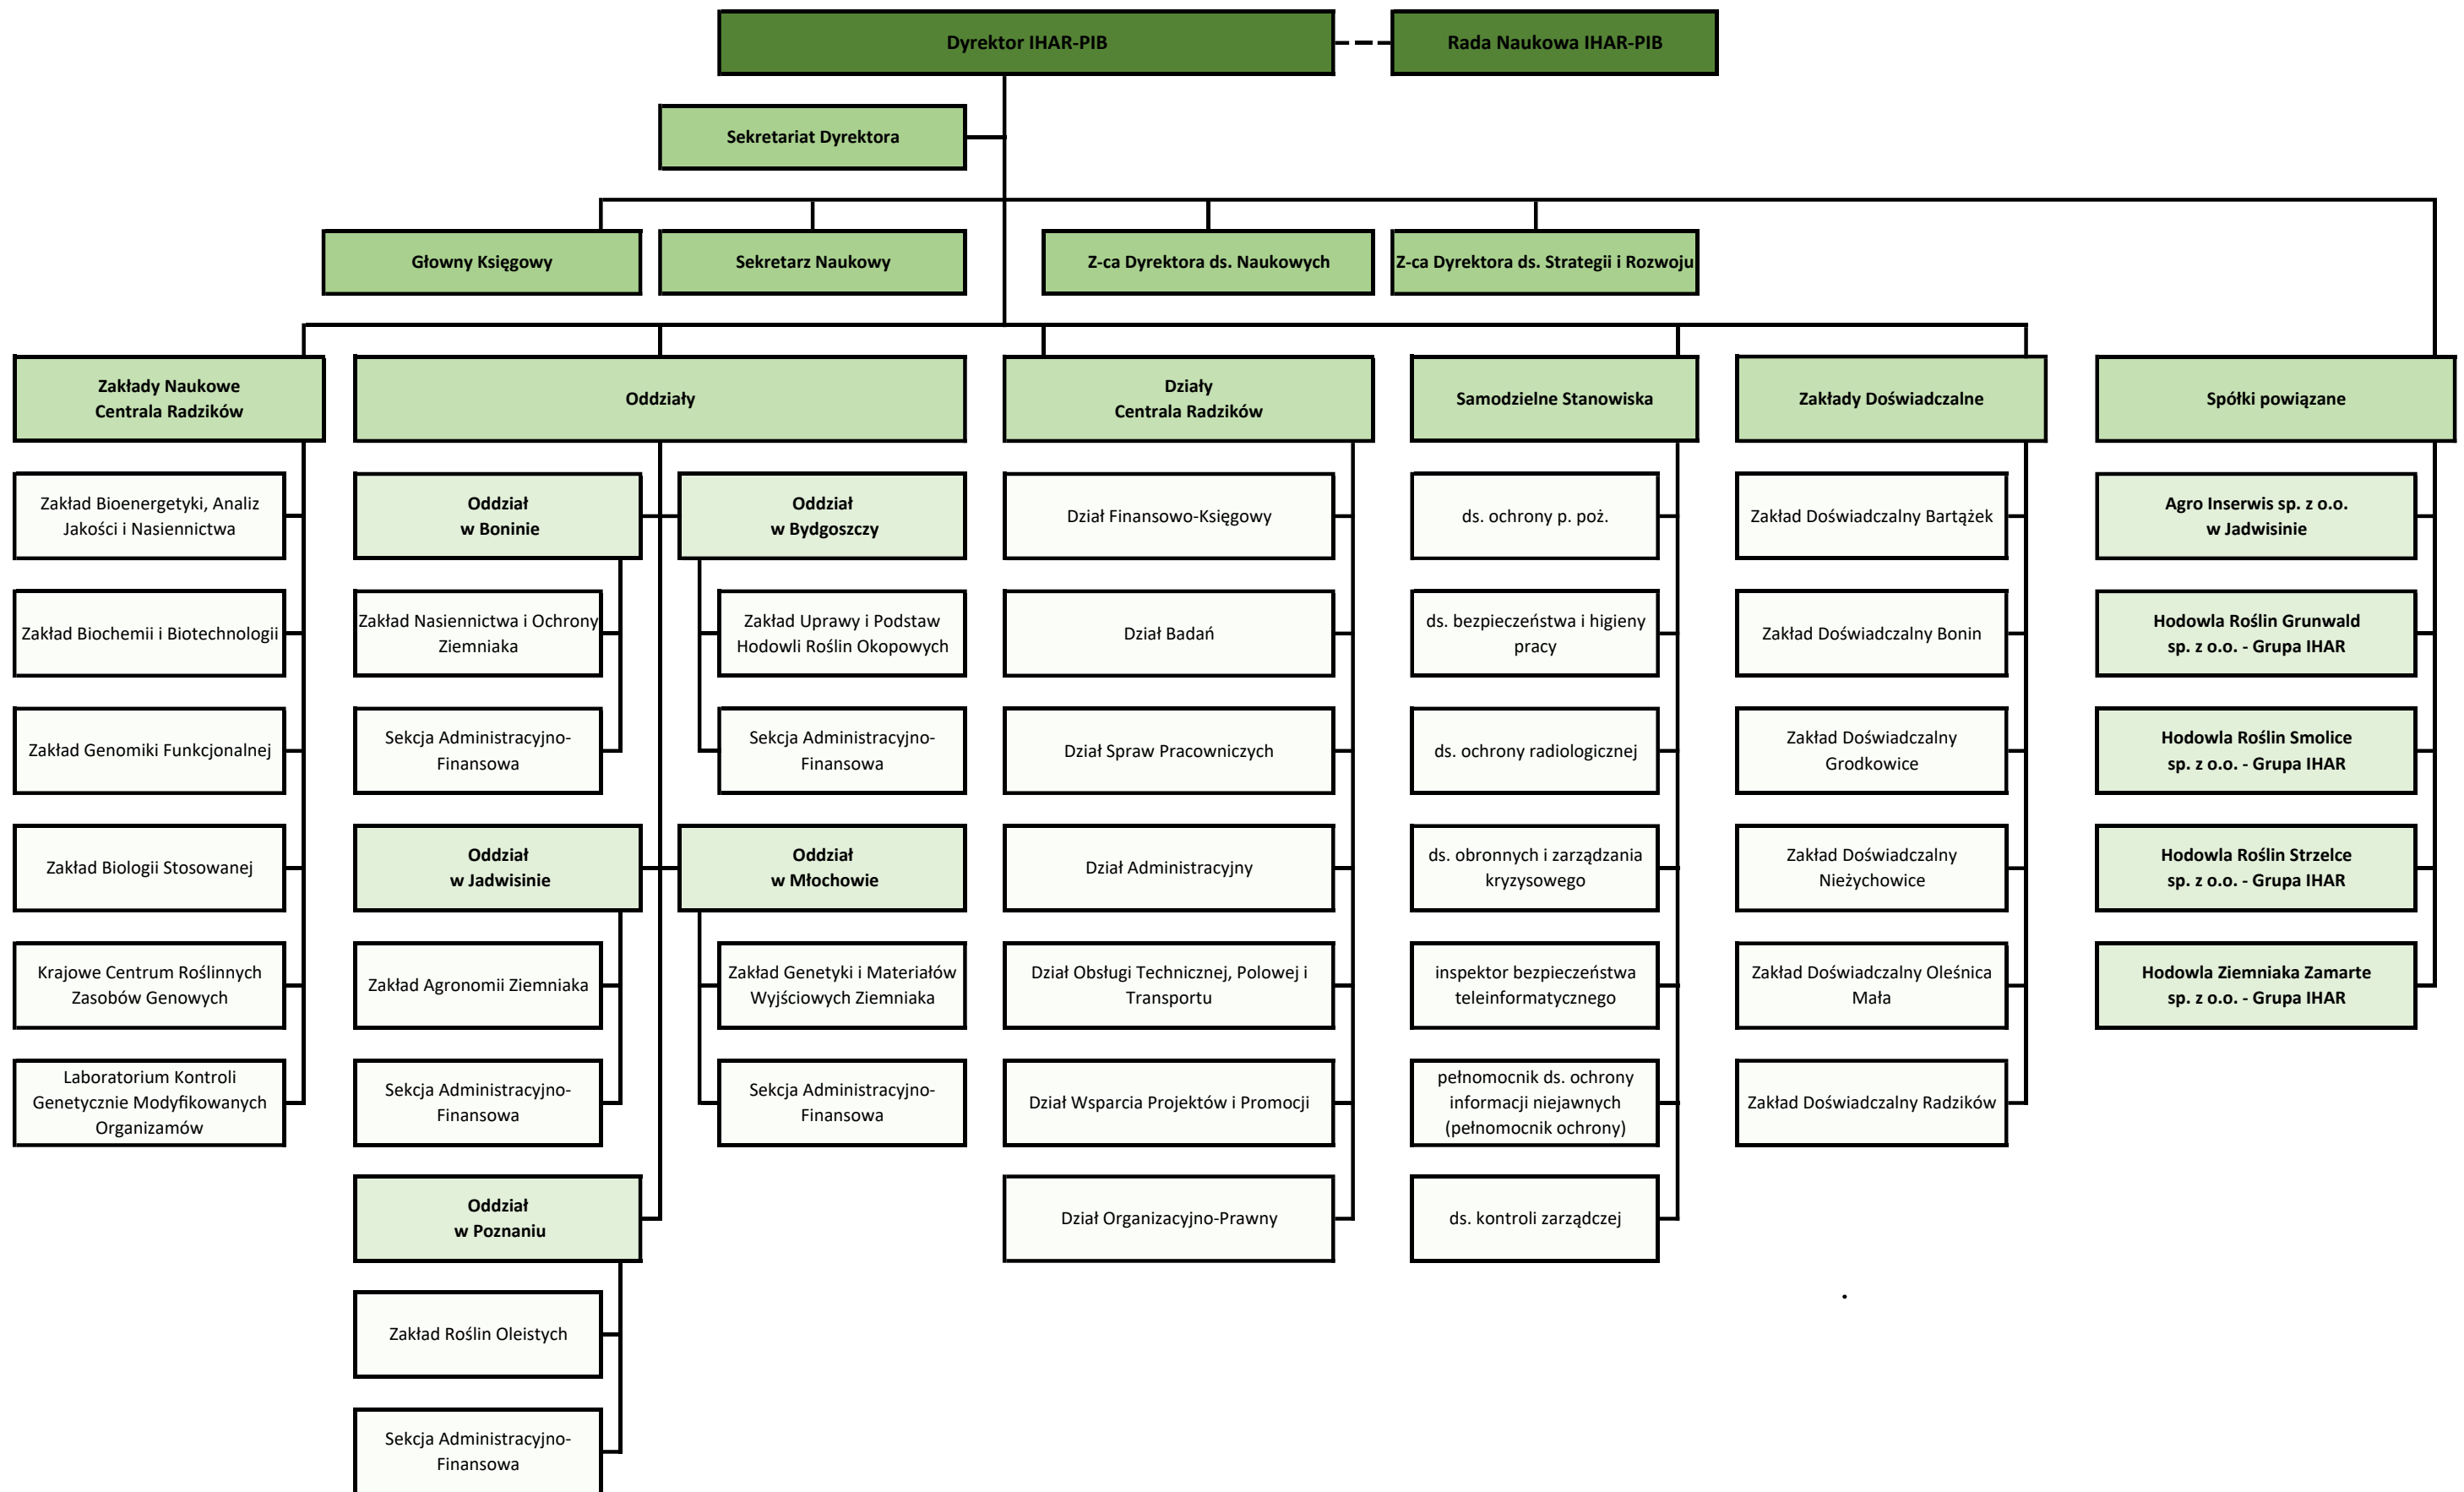 Dyrektor IHAR-PIB
Rada Naukowa IHAR-PIB
Sekretariat Dyrektora
Głowny Księgowy
Sekretarz Naukowy
Z-ca Dyrektora ds. Naukowych
Z-ca Dyrektora ds. Strategii i Rozwoju
Zakłady Naukowe
Centrala Radzików
Oddziały
Działy
Centrala Radzików
Samodzielne Stanowiska
Zakłady Doświadczalne
Spółki powiązane
Zakład Bioenergetyki, Analiz
Jakości i Nasiennictwa
Zakład Biochemii i Biotechnologii
Zakład Genomiki Funkcjonalnej
Zakład Biologii Stosowanej
Krajowe Centrum Roślinnych
Zasobów Genowych
Laboratorium Kontroli
Genetycznie Modyfikowanych
Organizamów
Oddział
w Boninie
Zakład Nasiennictwa i Ochrony
Ziemniaka
Sekcja Administracyjno-
Finansowa
Oddział
w Bydgoszczy
Zakład Uprawy i Podstaw
Hodowli Roślin Okopowych
Sekcja Administracyjno-
Finansowa
Oddział
w Jadwisinie
Zakład Agronomii Ziemniaka
Sekcja Administracyjno-
Finansowa
Oddział
w Młochowie
Zakład Genetyki i Materiałów
Wyjściowych Ziemniaka
Sekcja Administracyjno-
Finansowa
Oddział
w Poznaniu
Zakład Roślin Oleistych
Sekcja Administracyjno-
Finansowa
Dział Finansowo-Księgowy
Dział Badań
Dział Spraw Pracowniczych
Dział Administracyjny
Dział Obsługi Technicznej, Polowej i
Transportu
Dział Wsparcia Projektów i Promocji
Dział Organizacyjno-Prawny
ds. ochrony p. poż.
ds. bezpieczeństwa i higieny
pracy
ds. ochrony radiologicznej
ds. obronnych i zarządzania
kryzysowego
inspektor bezpieczeństwa
teleinformatycznego
pełnomocnik ds. ochrony
informacji niejawnych
(pełnomocnik ochrony)
ds. kontroli zarządczej
Zakład Doświadczalny Bartążek
Zakład Doświadczalny Bonin
Zakład Doświadczalny
Grodkowice
Zakład Doświadczalny
Nieżychowice
Zakład Doświadczalny Oleśnica
Mała
Zakład Doświadczalny Radzików
Agro Inserwis sp. z o.o.
w Jadwisinie
Hodowla Roślin Grunwald
sp. z o.o. - Grupa IHAR
Hodowla Roślin Smolice
sp. z o.o. - Grupa IHAR
Hodowla Roślin Strzelce
sp. z o.o. - Grupa IHAR
Hodowla Ziemniaka Zamarte
sp. z o.o. - Grupa IHAR
.